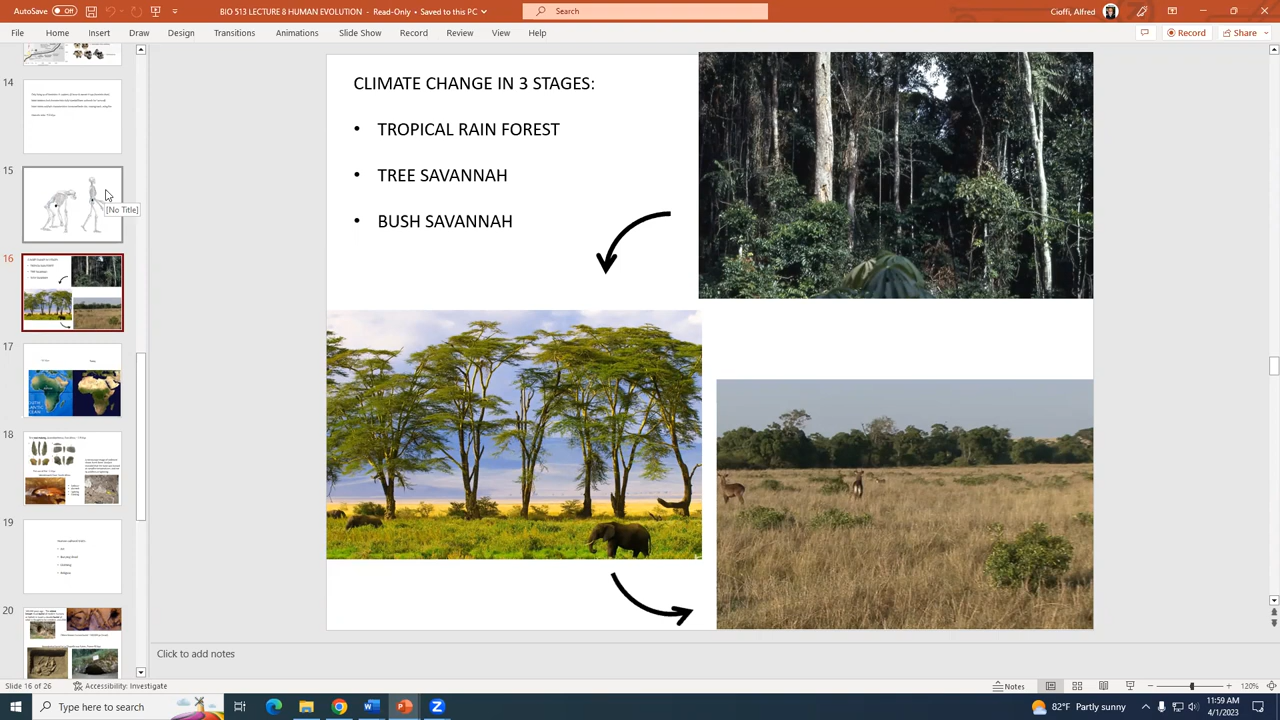 BIO 513 LECTURE 8 HUMAN EVOLUTION - Read-Only • Saved to this PC
Search
Cioffi, Alfred
File Home Insert Draw Design Transitions Animations Slide Show Record Review View Help
Record
Share
14
15
[No Title]
16
17
18
19
20
CLIMATE CHANGE IN 3 STAGES:
• TROPICAL RAIN FOREST
• TREE SAVANNAH
• BUSH SAVANNAH
Click to add notes
Slide 16 of 26
Accessibility: Investigate
Notes
120%
Type here to search
82°F Partly sunny
11:59 AM
4/1/2023